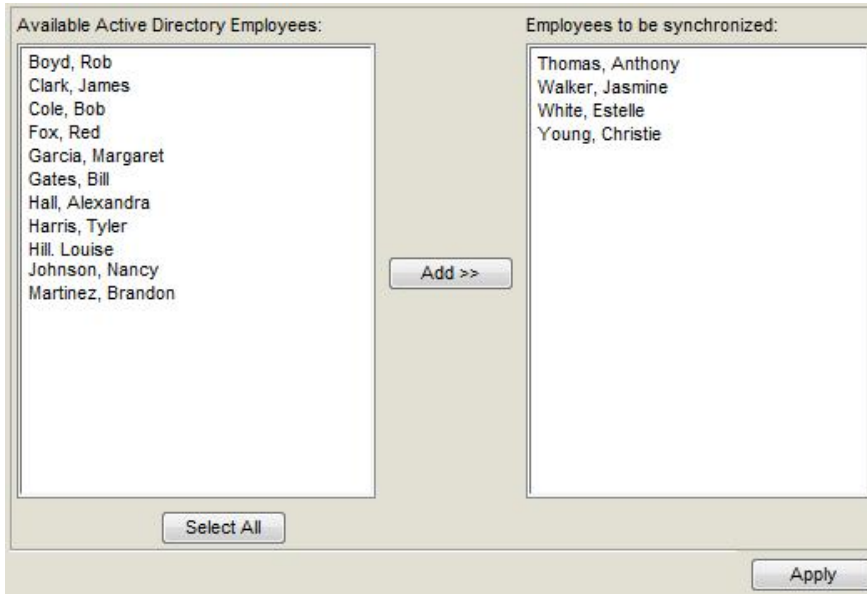 Available Active Directory Employees:
Boyd, Rob
Clark, James
Cole, Bob
Fox, Red
Garcia, Margaret
Gates, Bill
Hall, Alexandra
Harris, Tyler
Hill. Louise
Johnson, Nancy
Martinez, Brandon
Select All
Add >>
Employees to be synchronized:
Thomas, Anthony
Walker, Jasmine
White, Estelle
Young, Christie
Apply